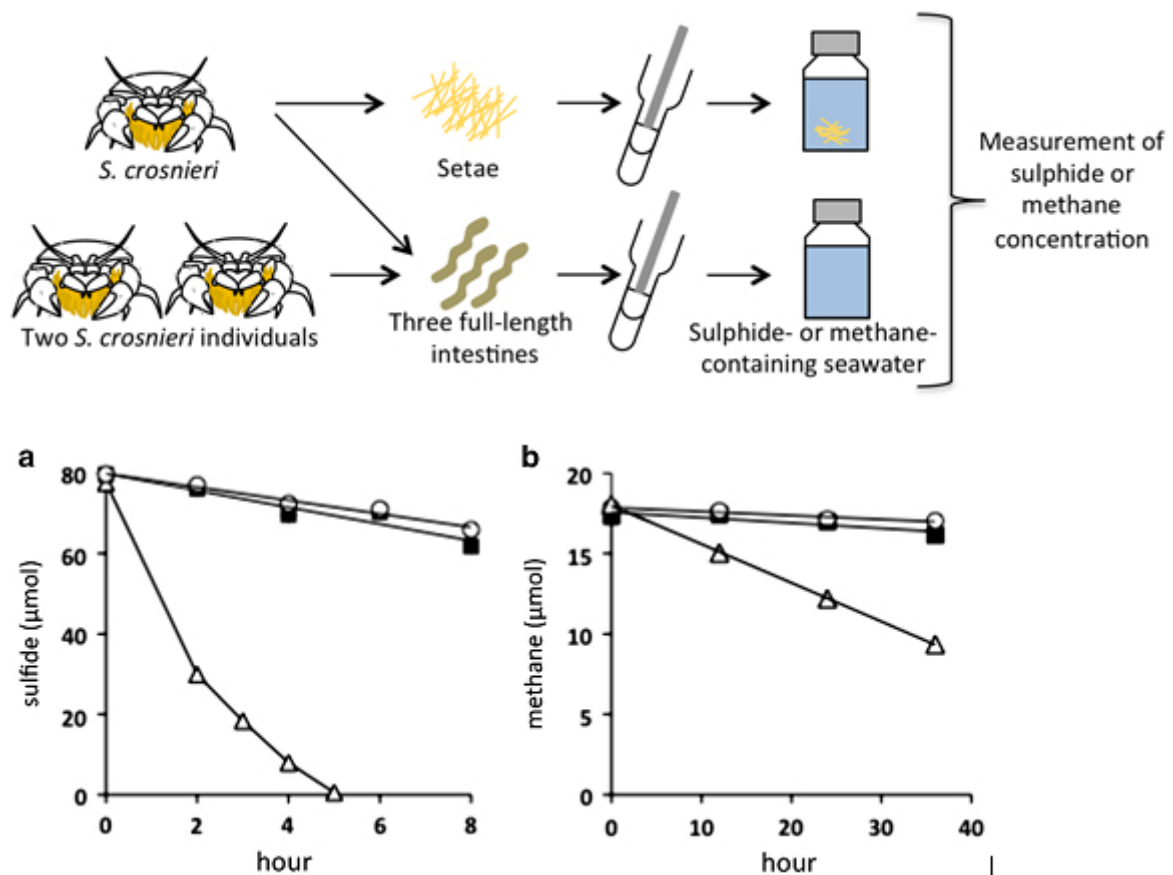 S. crosnieri
Setae
Measurement of
sulphide or
methane
concentration
Two S. crosnieri individuals
Three full-length
intestines
Sulphide- or methane-
containing seawater
a
80
60
40
20
0
sulfide (µmol)
0 2 4 6 8
hour
b
20
15
10
5
0
methane (µmol)
0 10 20 30 40
hour